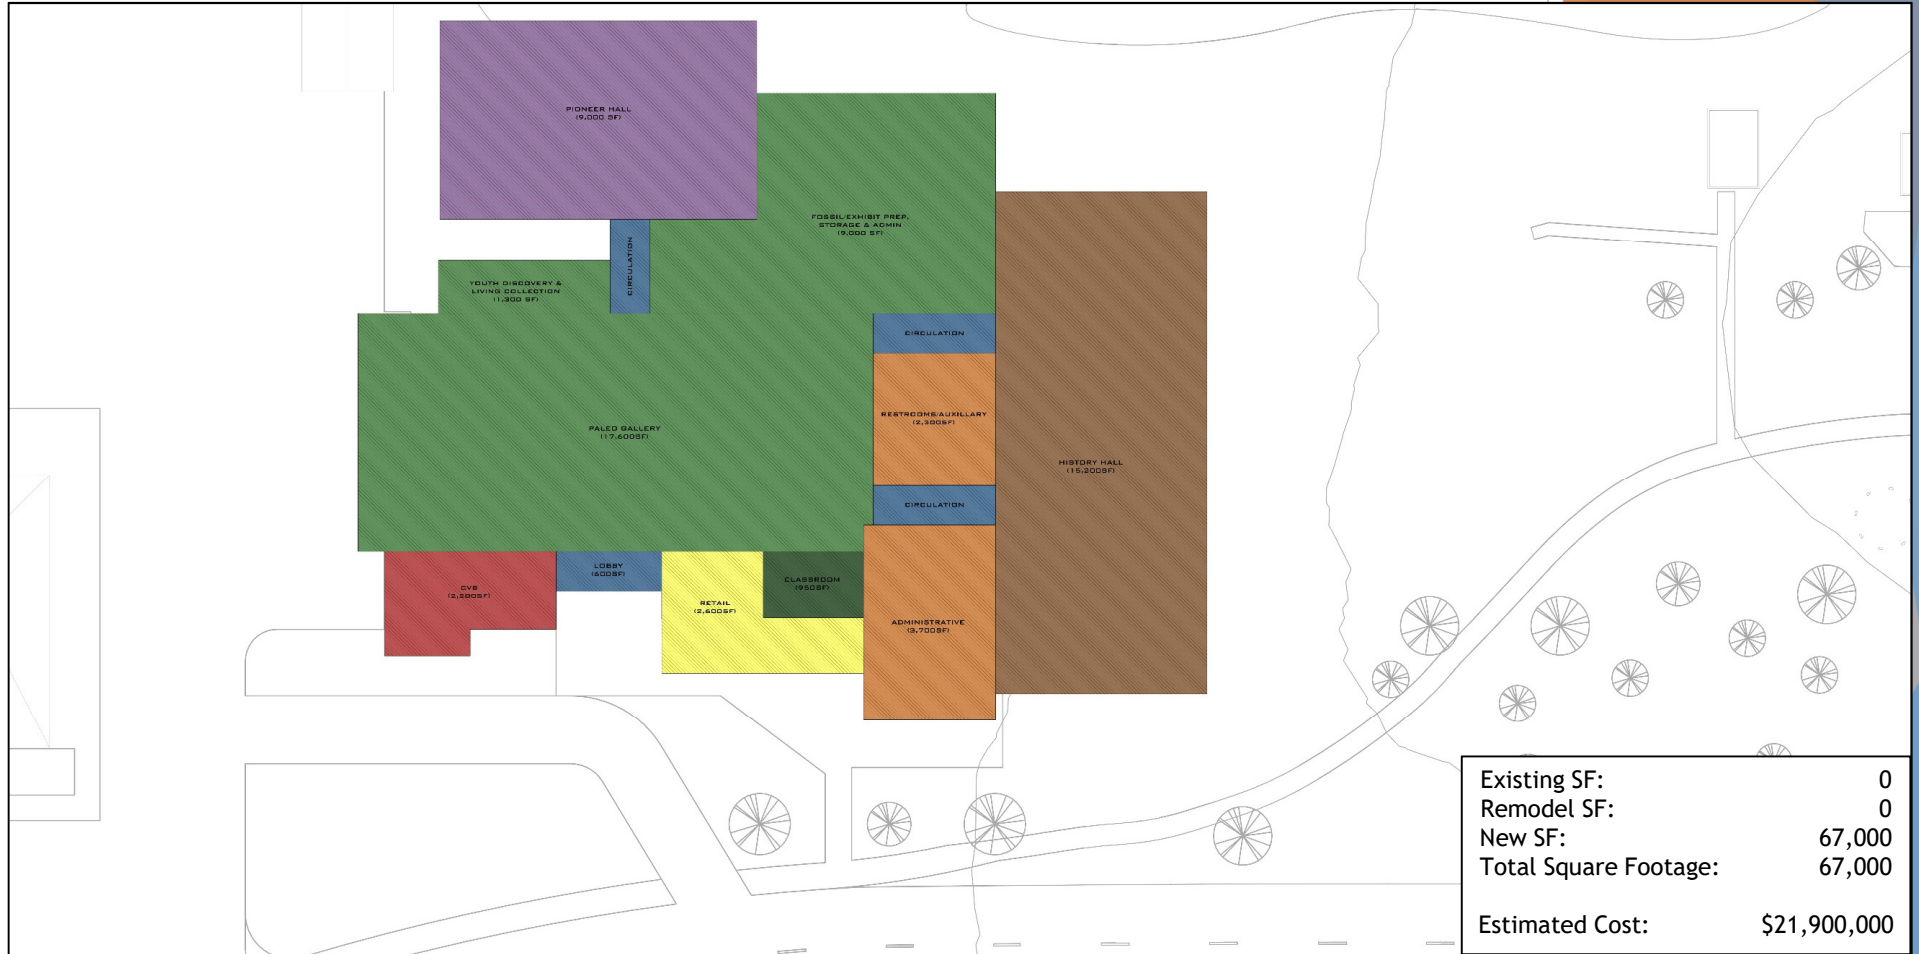 PIONEER HALL
(9,000 SF)
FOSSIL/EXHIBIT PREP,
STORAGE & ADMIN
(9,000 SF)
CIRCULATION
YOUTH DISCOVERY &
LIVING COLLECTION
(1,300 SF)
CIRCULATION
RESTROOMS/AUXILLARY
(2,300SF)
PALEO GALLERY
(17,600SF)
HISTORY HALL
(15,200SF)
CIRCULATION
LOBBY
(600SF)
CVB
(2,200SF)
CLASSROOM
(950SF)
RETAIL
(2,600SF)
ADMINISTRATIVE
(3,700SF)
Existing SF: 0
Remodel SF: 0
New SF: 67,000
Total Square Footage: 67,000
Estimated Cost: $21,900,000